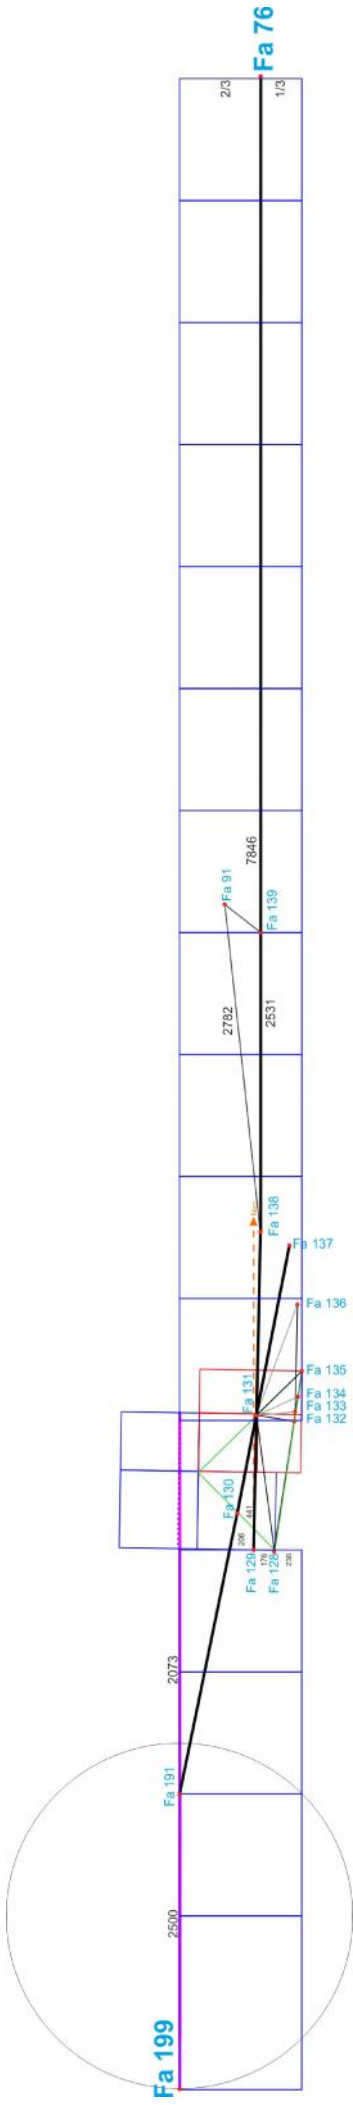 Fa 76
2/3
1/3
7846
Fa 91
Fa 139
2782
2531
Fa 138
Fa 137
Fa 136
Fa 131
Fa 135
Fa 134
Fa 133
Fa 132
Fa 130
441
206
Fa 129
176
Fa 128
236
2073
Fa 191
2500
Fa 199